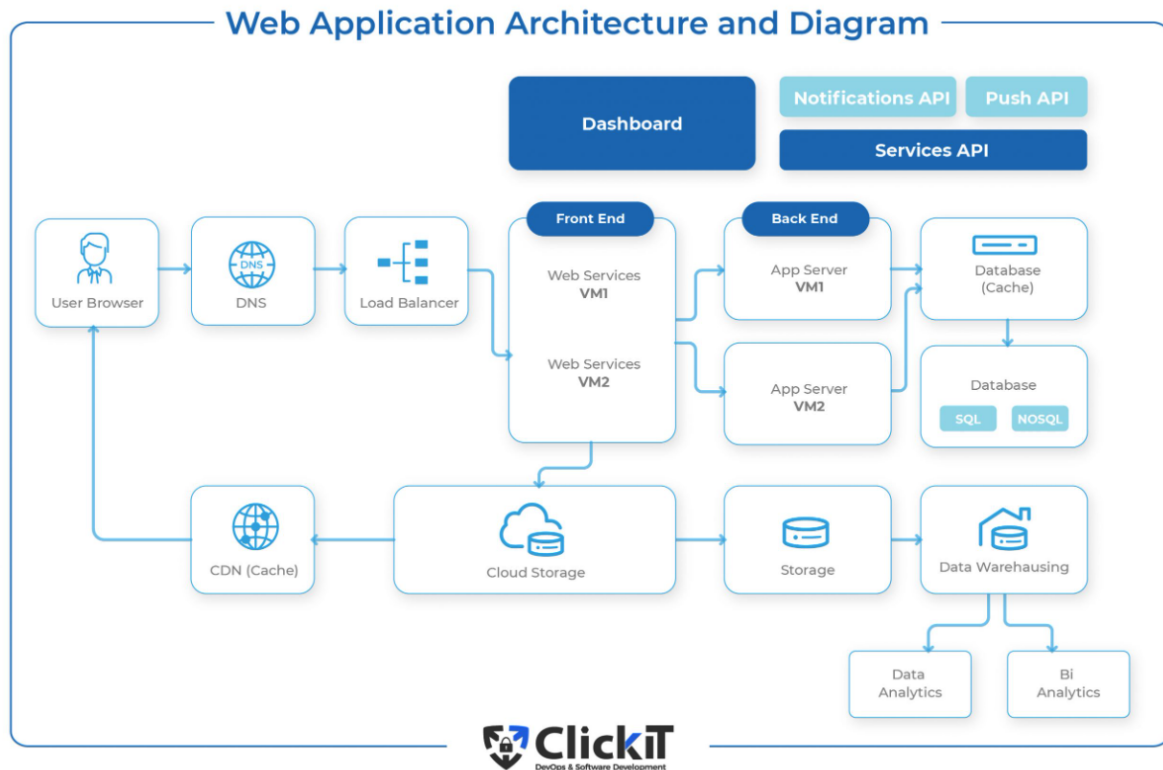 Web Application Architecture and Diagram
Dashboard
Notifications API
Push API
Services API
Front End
Back End
User Browser
DNS
DNS
Load Balancer
Web Services
VM1
Web Services
VM2
App Server
VM1
App Server
VM2
Database
(Cache)
Database
SQL
NOSQL
CDN (Cache)
Cloud Storage
Storage
Data Warehausing
Data
Analytics
Bi
Analytics
ClickiT
DevOps & Software Development